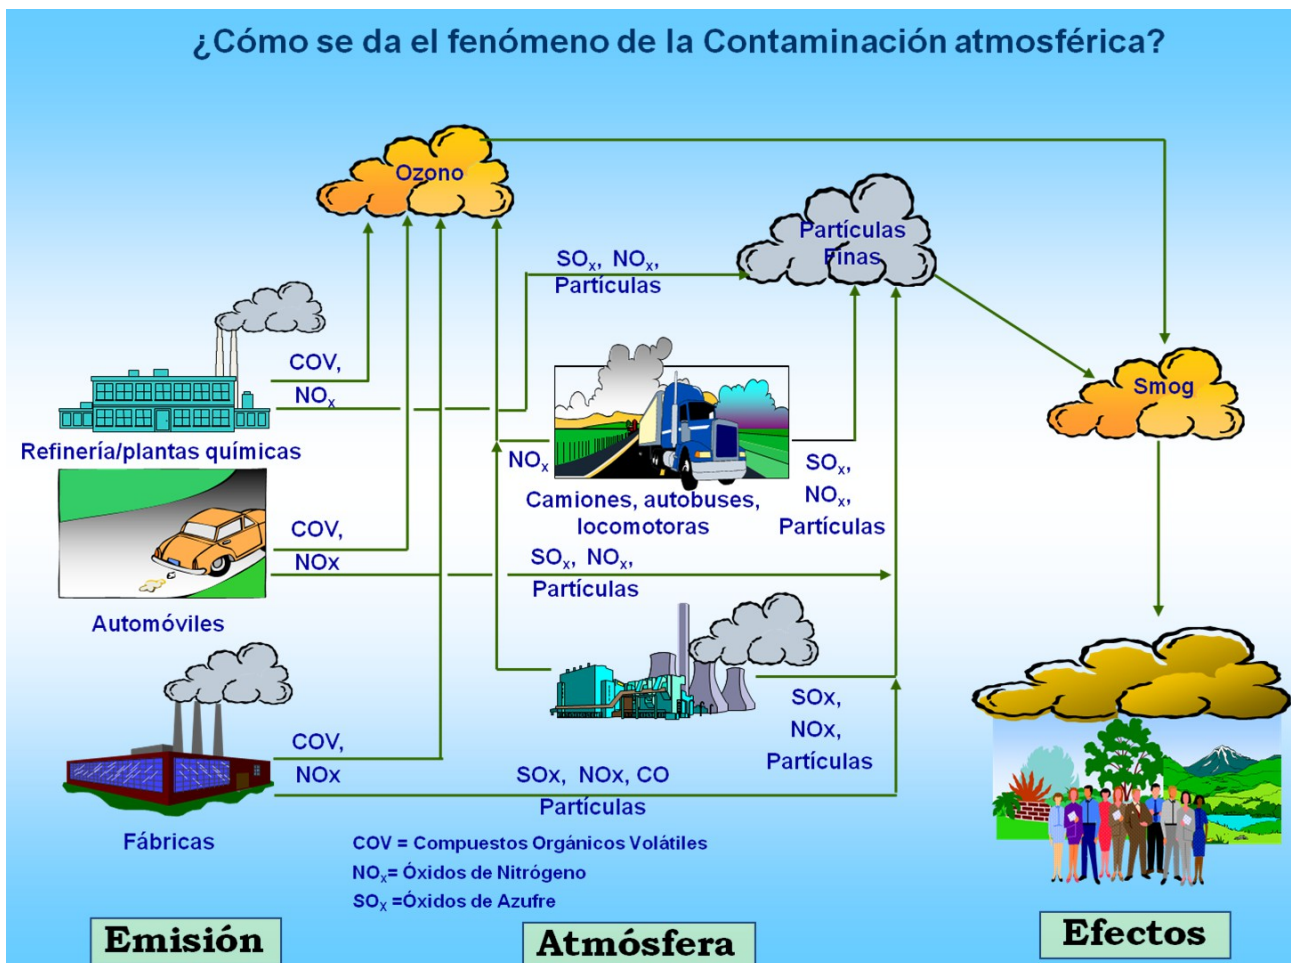 ¿Cómo se da el fenómeno de la Contaminación atmosférica?
Ozono
Partículas
Finas
SOx, NOx,
Partículas
COV,
NOx
Refinería/plantas químicas
Smog
NOx
Camiones, autobuses,
locomotoras
SOx,
NOx,
Partículas
COV,
NOx
Automóviles
SOx, NOx,
Partículas
SOx,
NOx,
Partículas
COV,
NOx
Fábricas
SOx, NOx, CO
Partículas
COV = Compuestos Orgánicos Volátiles
NOx= Óxidos de Nitrógeno
SOX =Óxidos de Azufre
Emisión
Atmósfera
Efectos